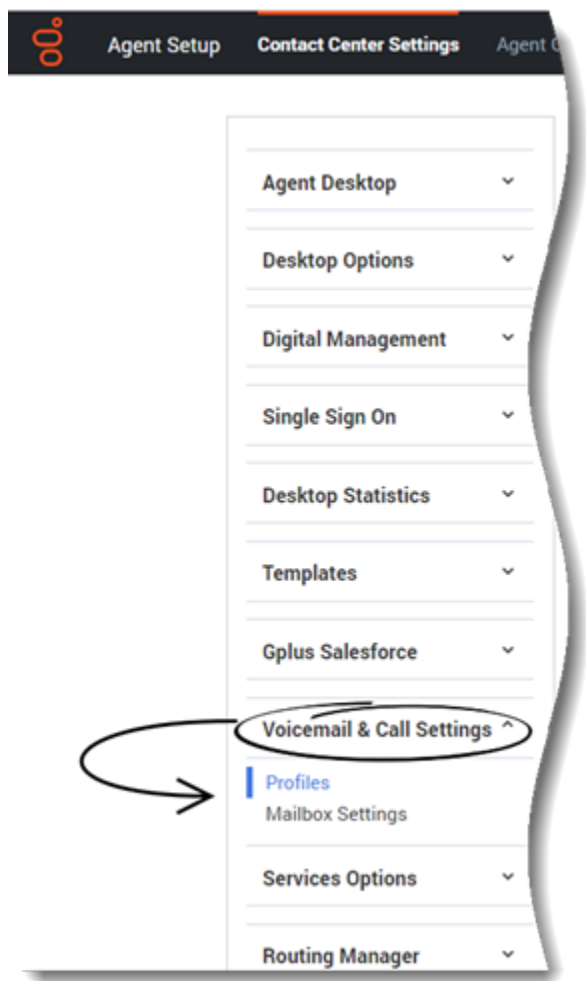 Agent Setup Contact Center Settings Agent
Agent Desktop
Desktop Options
Digital Management
Single Sign On
Desktop Statistics
Templates
Gplus Salesforce
Voicemail & Call Settings
Profiles
Mailbox Settings
Services Options
Routing Manager